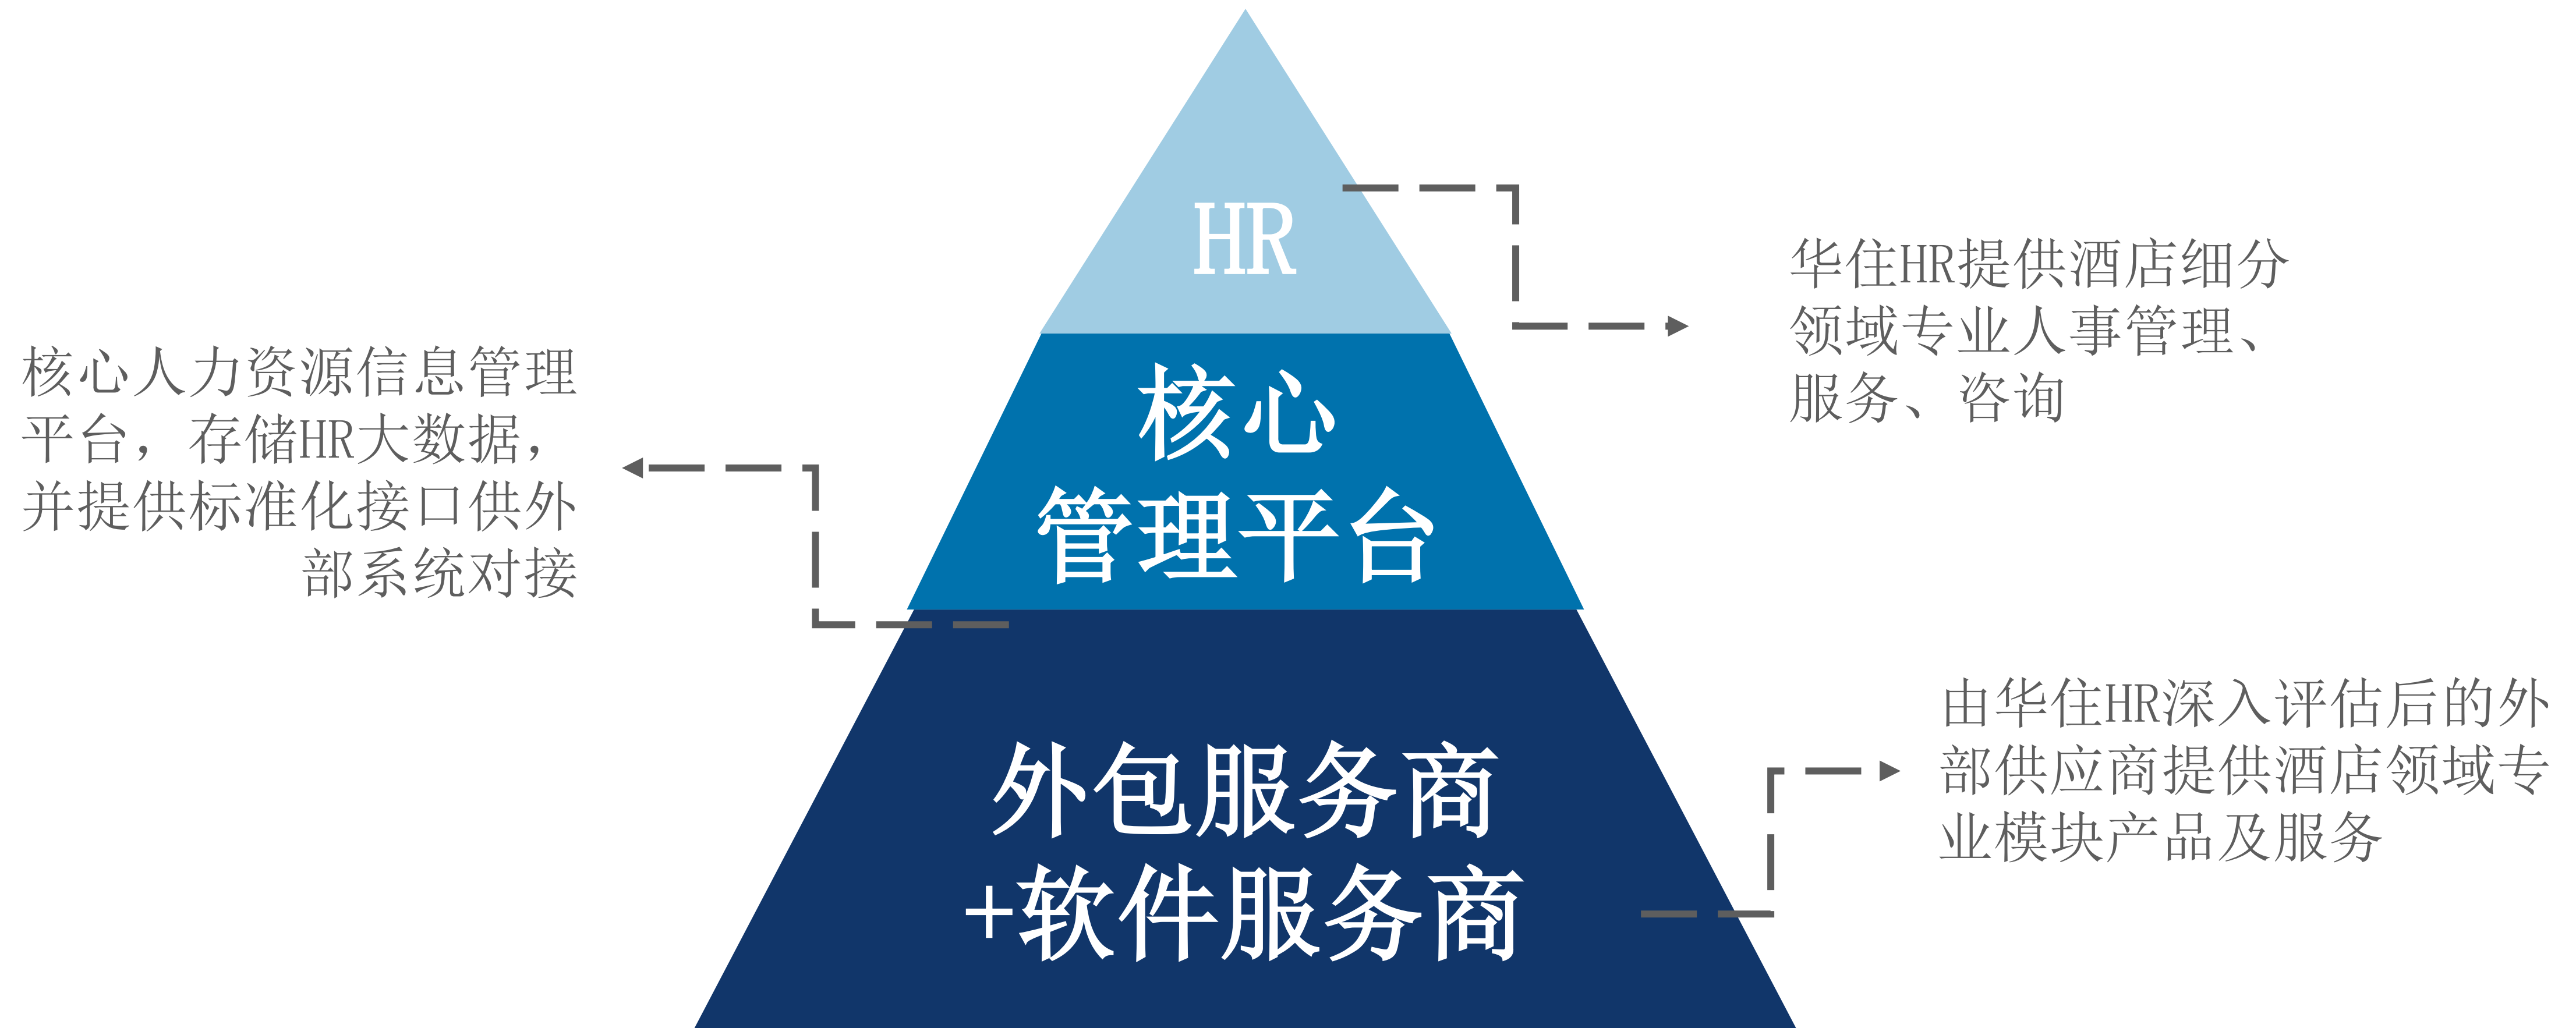 HR
华住HR提供酒店细分
领域专业人事管理、
服务、咨询
核心人力资源信息管理
平台，存储HR大数据，
并提供标准化接口供外
部系统对接
核心
管理平台
由华住HR深入评估后的外
部供应商提供酒店领域专
业模块产品及服务
外包服务商
+软件服务商